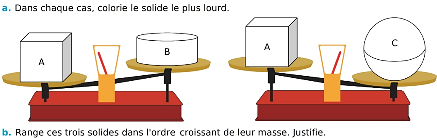 a. Dans chaque cas, colorie le solide le plus lourd.
A
B
A
C
b. Range ces trois solides dans l'ordre croissant de leur masse. Justifie.